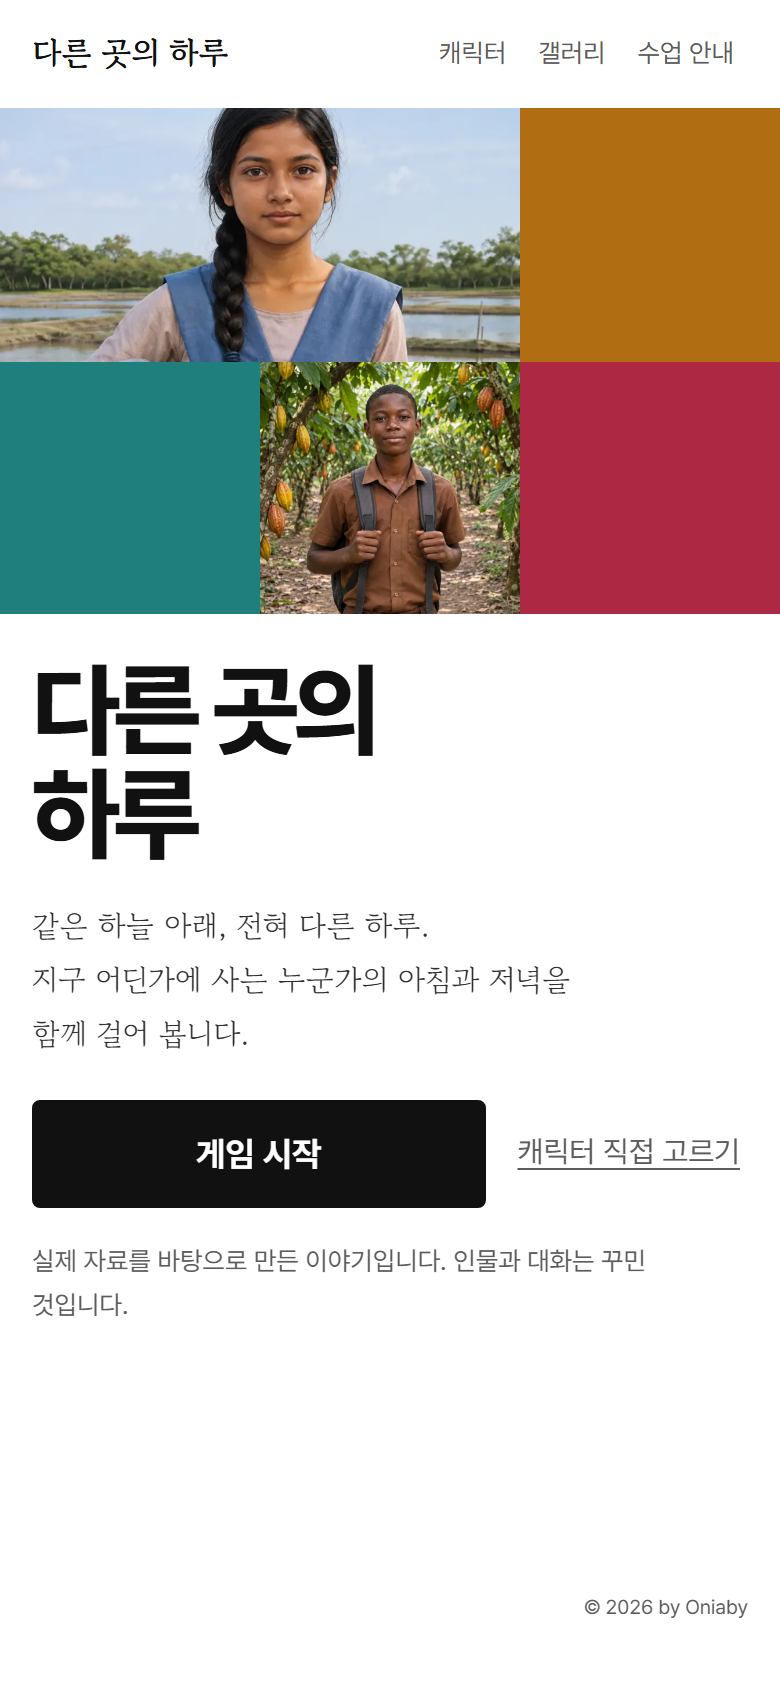 다른 곳의 하루
캐릭터 갤러리 수업 안내
다른 곳의
하루
같은 하늘 아래, 전혀 다른 하루.
지구 어딘가에 사는 누군가의 아침과 저녁을
함께 걸어 봅니다.
게임 시작
캐릭터 직접 고르기
실제 자료를 바탕으로 만든 이야기입니다. 인물과 대화는 꾸민
것입니다.
© 2026 by Oniaby